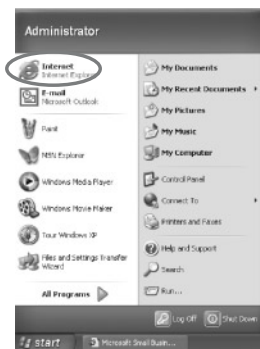 Administrator
Internet
Internet Explorer
E-mail
Microsoft Outlook
Paint
MSN Explorer
Windows Media Player
Windows Movie Maker
Tour Windows XP
Files and Settings Transfer
Wizard
All Programs
My Documents
My Recent Documents
My Pictures
My Music
My Computer
Control Panel
Connect To
Printers and Faxes
Help and Support
Search
Run...
Log Off
Shut Down
start
Microsoft Small Busin...